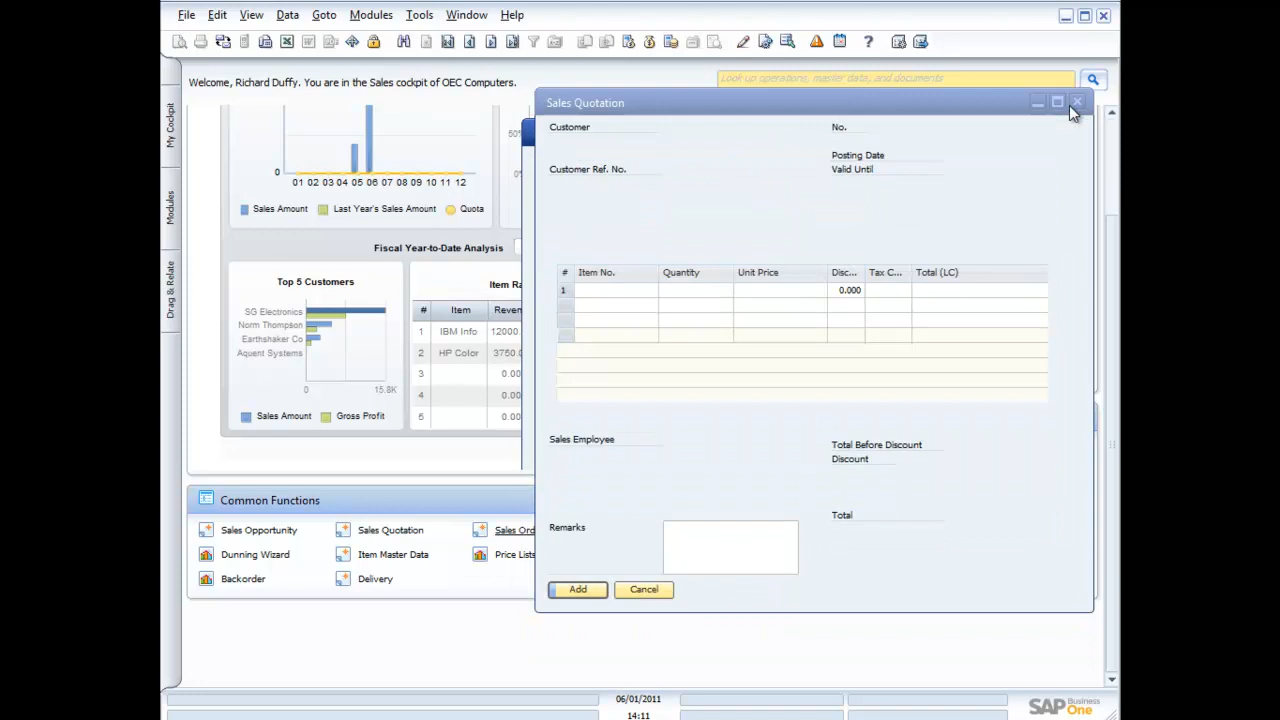 File Edit View Data Goto Modules Tools Window Help
Welcome, Richard Duffy. You are in the Sales cockpit of OEC Computers.
Look up operations, master data, and documents
My Cockpit
Modules
Drag & Relate
0
01 02 03 04 05 06 07 08 09 10 11 12
Sales Amount Last Year's Sales Amount Quota
50%
0%
Fiscal Year-to-Date Analysis
Top 5 Customers
SG Electronics
Norm Thompson
Earthshaker Co
Aquent Systems
0 15.8K
Sales Amount Gross Profit
Item Ra
# Item Reven
1 IBM Info 12000.
2 HP Color 3750.0
3 0.00
4 0.00
5 0.00
Common Functions
Sales Opportunity Sales Quotation Sales Ord
Dunning Wizard Item Master Data Price Lists
Backorder Delivery
Sales Quotation
Customer No.
Posting Date
Customer Ref. No. Valid Until
# Item No. Quantity Unit Price Disc... Tax C... Total (LC)
1 0.000
Sales Employee Total Before Discount
Discount
Total
Remarks
Add Cancel
06/01/2011
14:11
SAP Business One